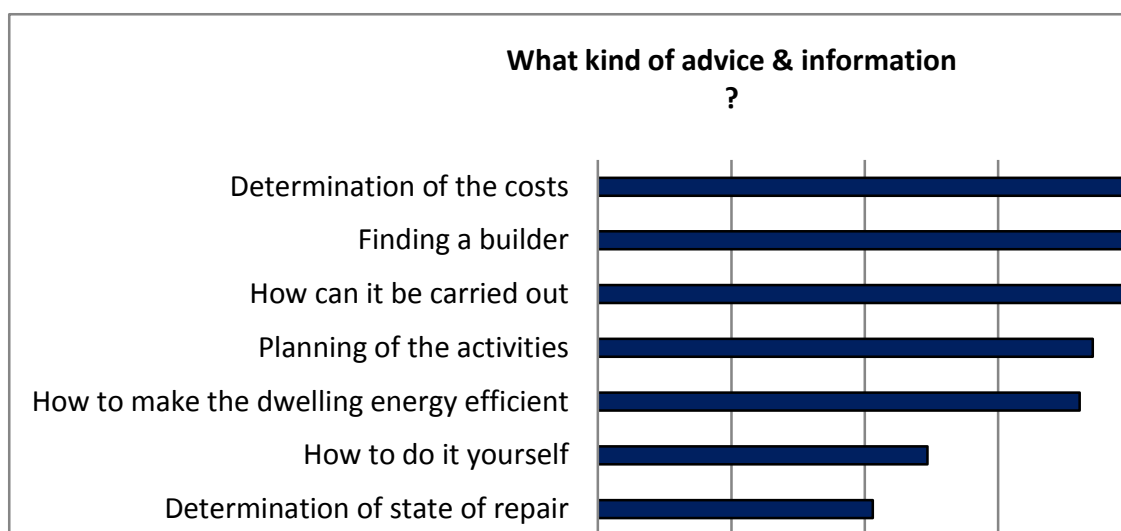 What kind of advice & information
?
Determination of the costs
Finding a builder
How can it be carried out
Planning of the activities
How to make the dwelling energy efficient
How to do it yourself
Determination of state of repair